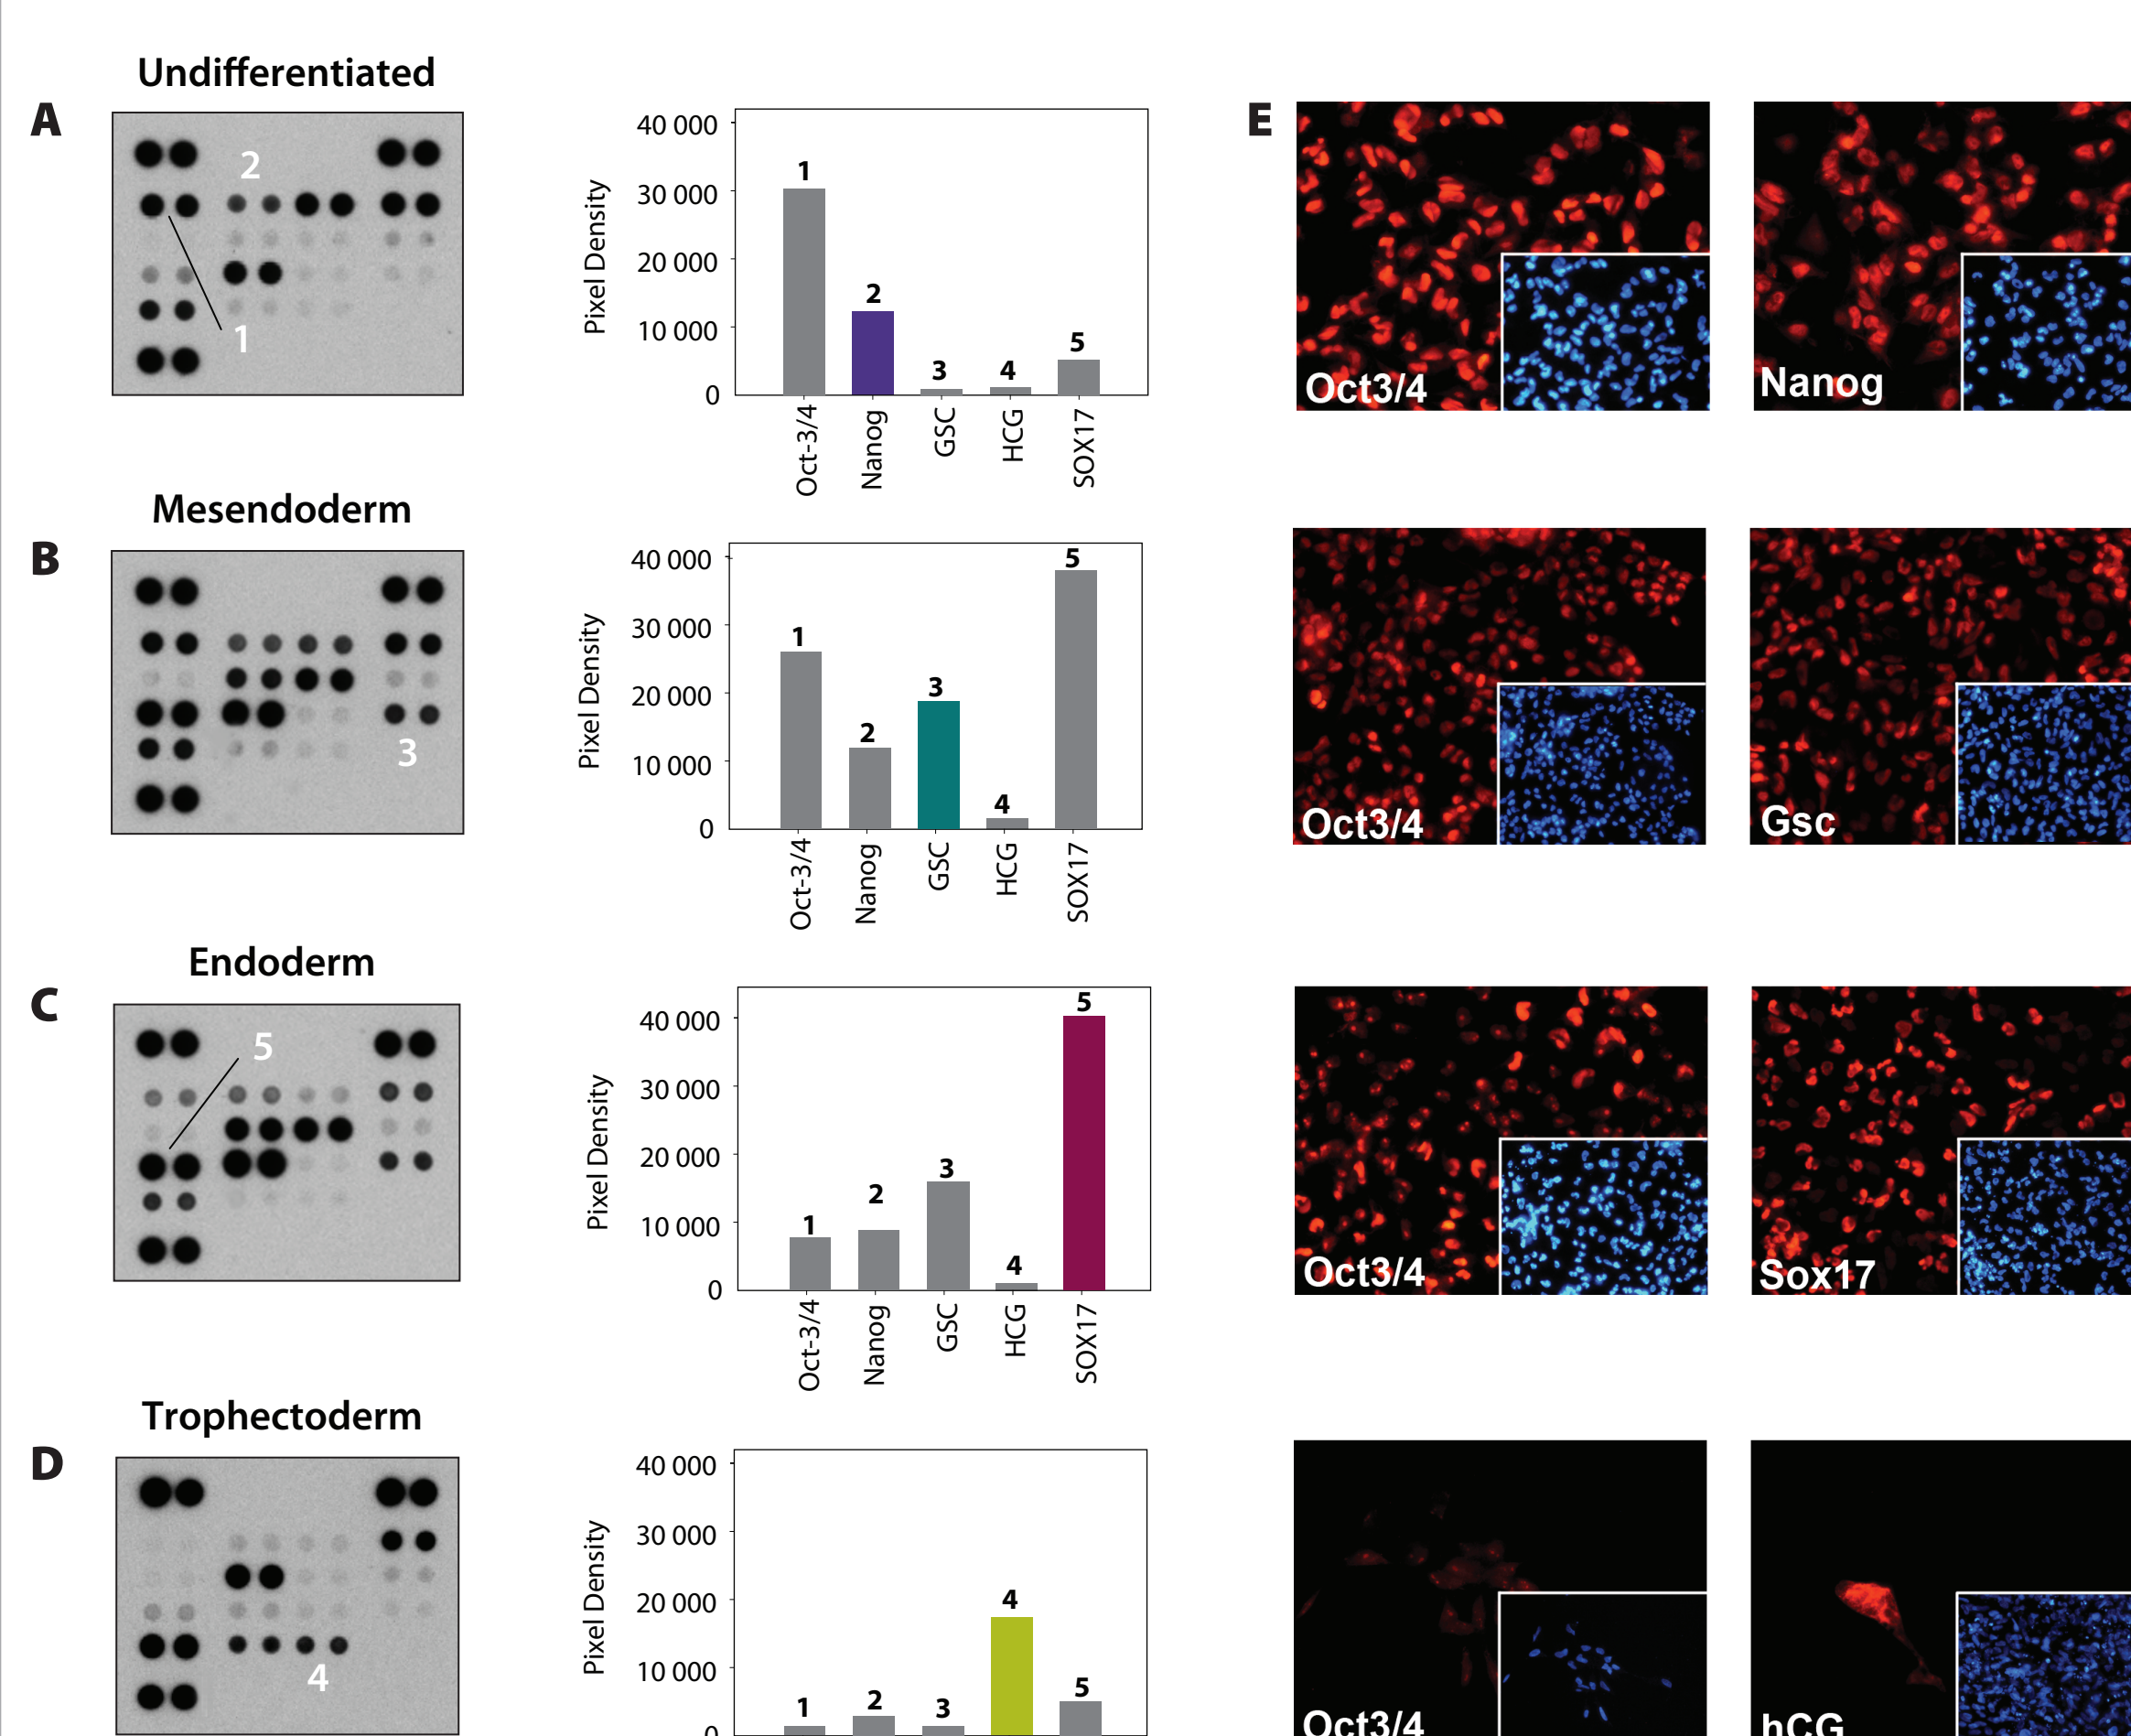 Undifferentiated
A
2
1
40 000
30 000
20 000
10 000
0
Pixel Density
1
2
3
4
5
Oct-3/4
Nanog
GSC
HCG
SOX17
E
Oct3/4
Nanog
Mesendoderm
B
3
40 000
30 000
20 000
10 000
0
Pixel Density
1
2
3
4
5
Oct-3/4
Nanog
GSC
HCG
SOX17
Oct3/4
Gsc
Endoderm
C
5
40 000
30 000
20 000
10 000
0
Pixel Density
1
2
3
4
5
Oct-3/4
Nanog
GSC
HCG
SOX17
Oct3/4
Sox17
Trophectoderm
D
4
40 000
30 000
20 000
10 000
0
Pixel Density
1
2
3
4
5
Oct3/4
hCG